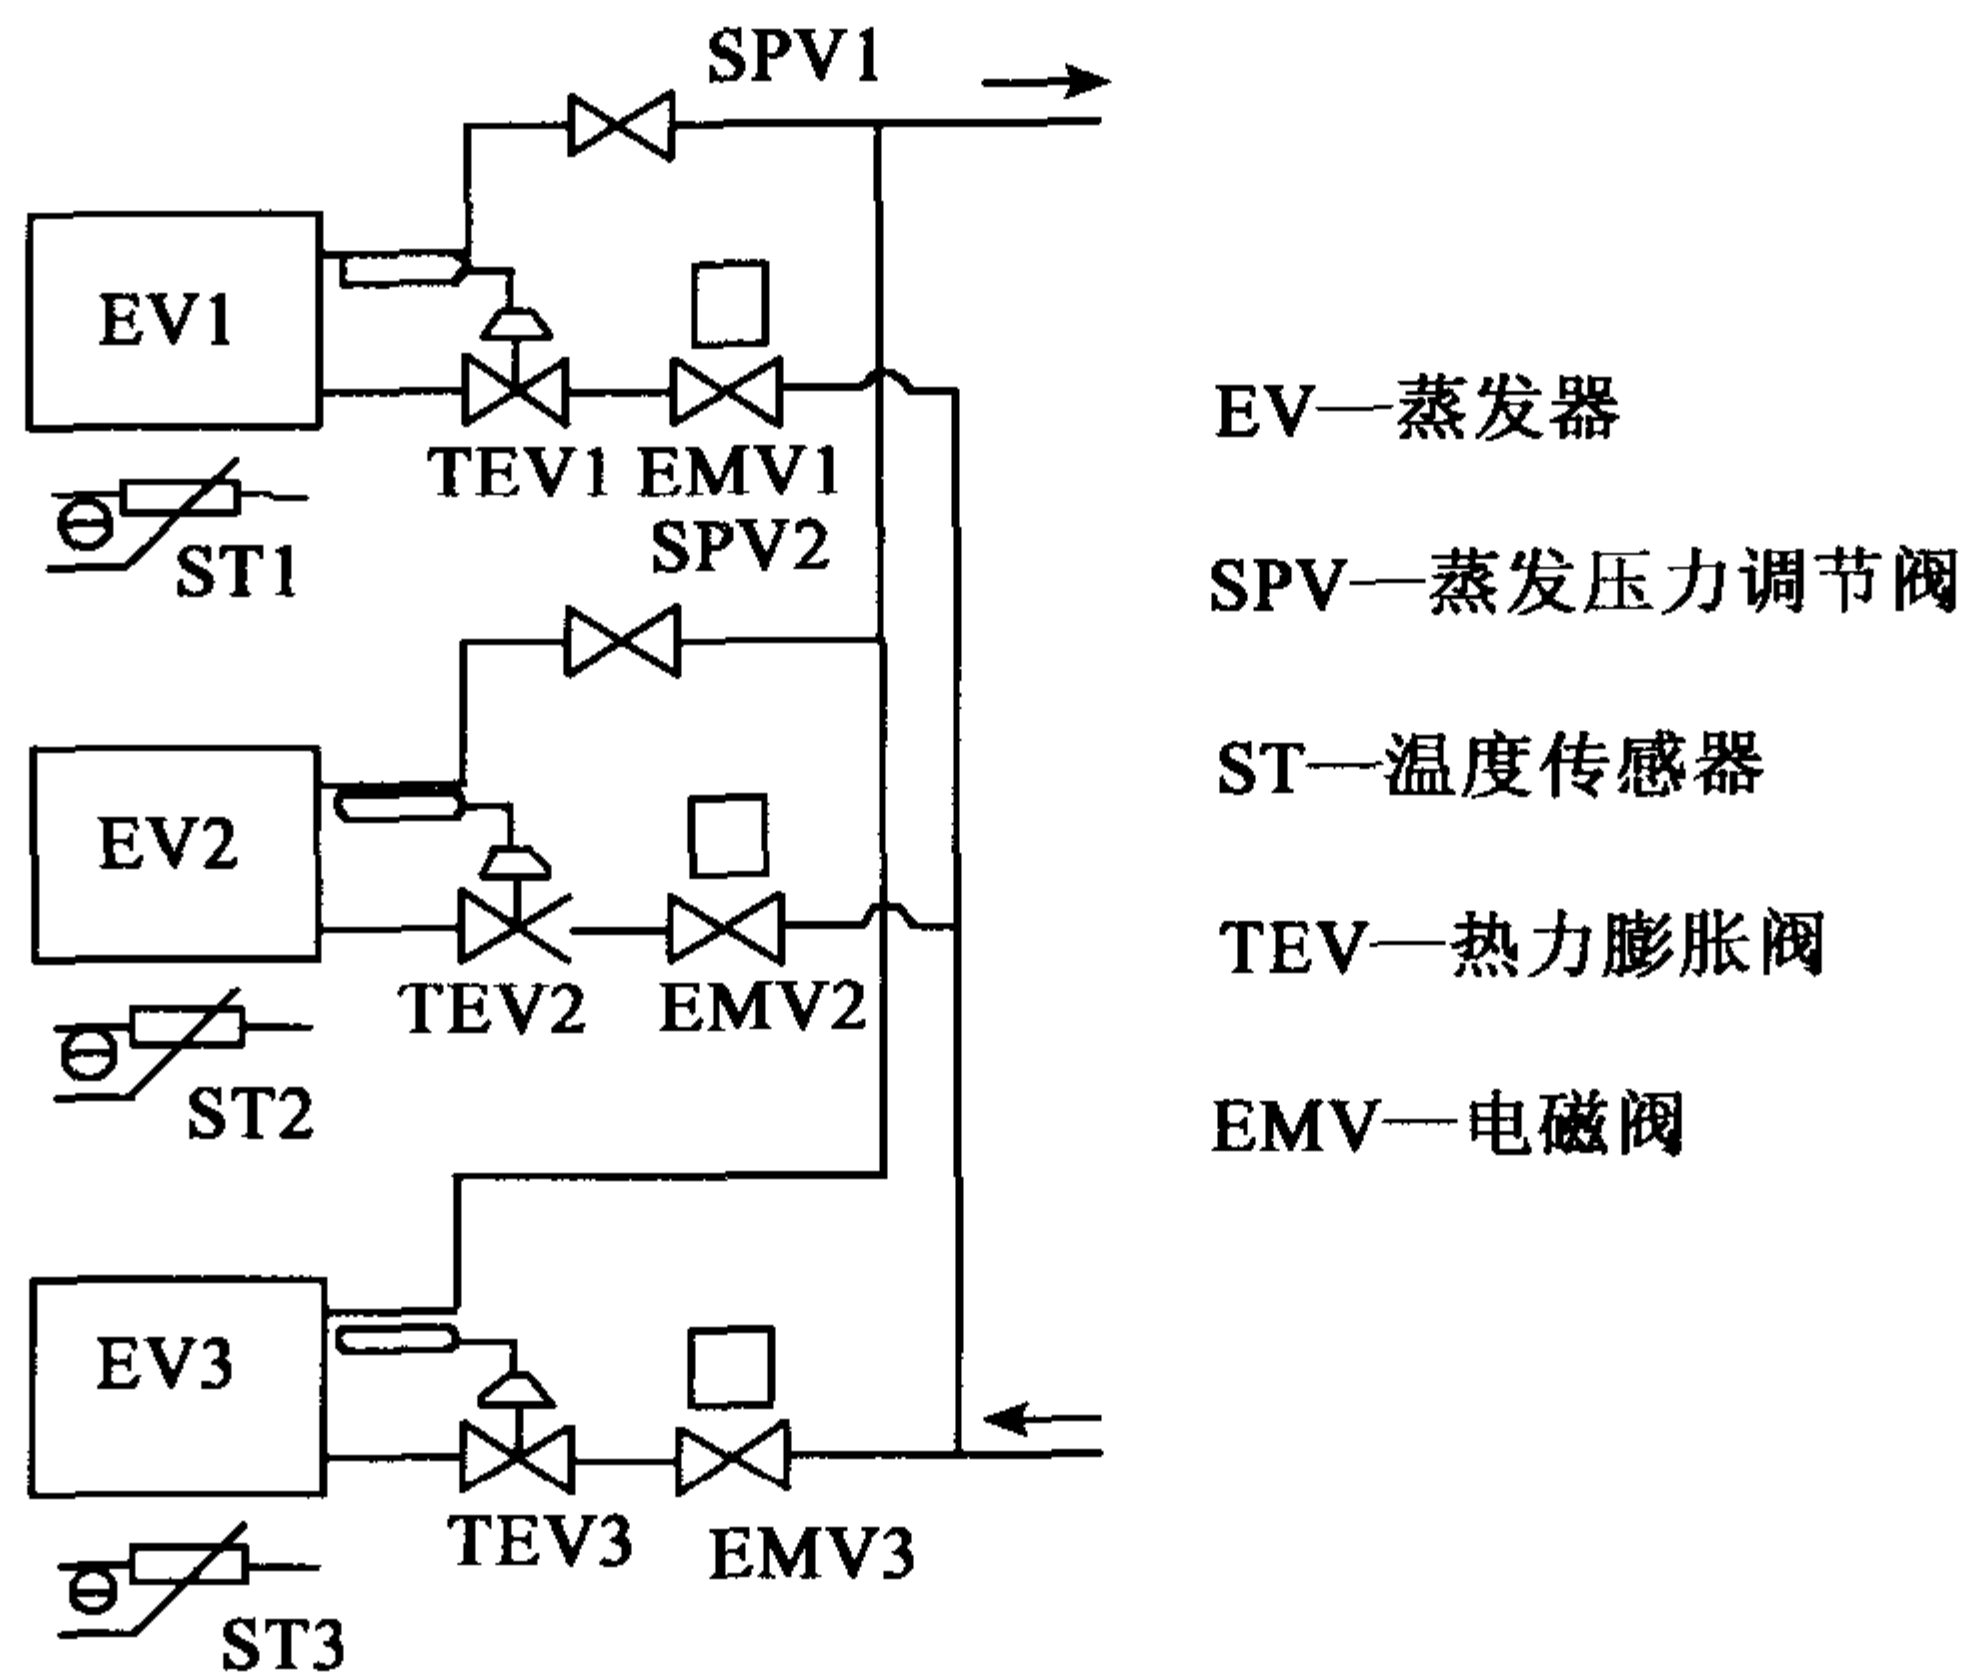 SPV1
EV1
TEV1 EMV1
ST1
SPV2
EV2
TEV2 EMV2
ST2
EV3
TEV3 EMV3
ST3
EV—蒸发器
SPV—蒸发压力调节阀
ST—温度传感器
TEV—热力膨胀阀
EMV—电磁阀